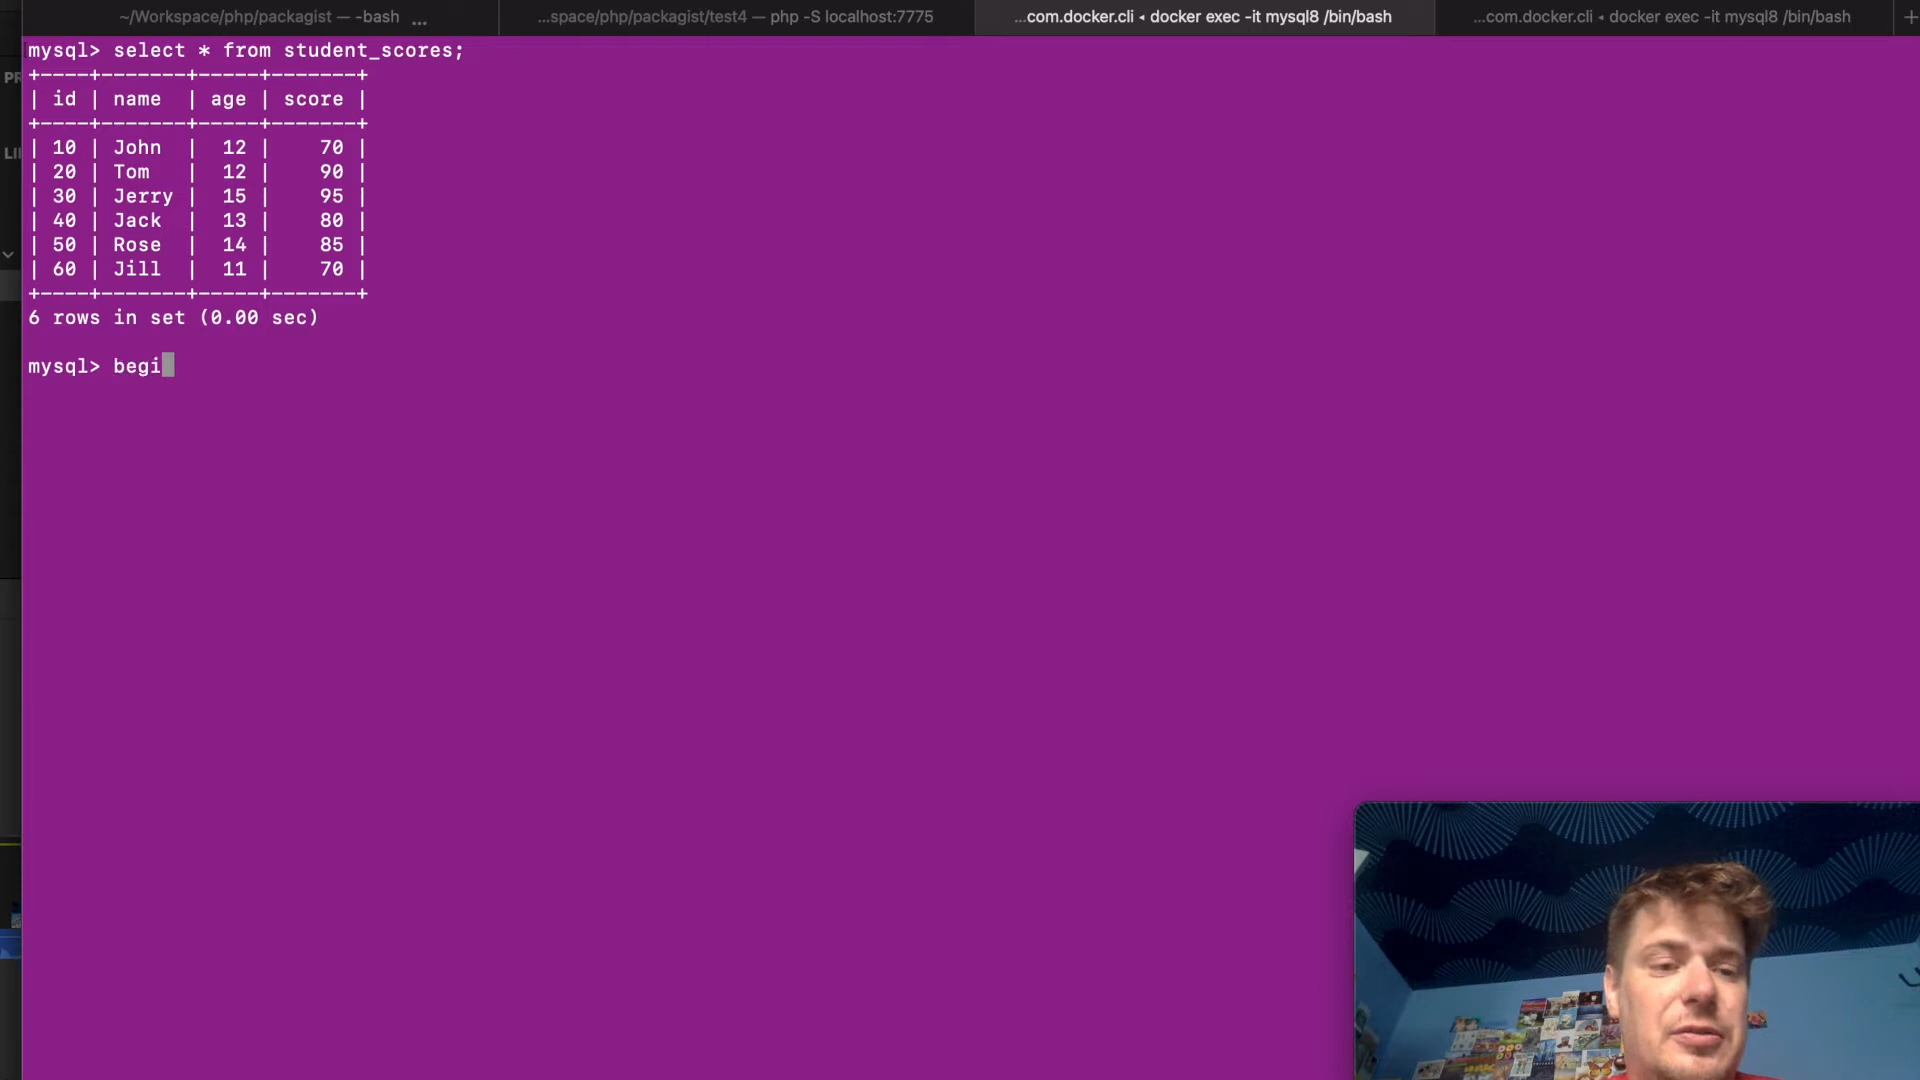 ~/Workspace/php/packagist — -bash ...
...space/php/packagist/test4 — php -S localhost:7775
...com.docker.cli ◂ docker exec -it mysql8 /bin/bash
...com.docker.cli ◂ docker exec -it mysql8 /bin/bash
+
mysql> select * from student_scores;
+----+-------+-----+-------+
| id | name  | age | score |
+----+-------+-----+-------+
| 10 | John  |  12 |    70 |
| 20 | Tom   |  12 |    90 |
| 30 | Jerry |  15 |    95 |
| 40 | Jack  |  13 |    80 |
| 50 | Rose  |  14 |    85 |
| 60 | Jill  |  11 |    70 |
+----+-------+-----+-------+
6 rows in set (0.00 sec)
mysql> begi